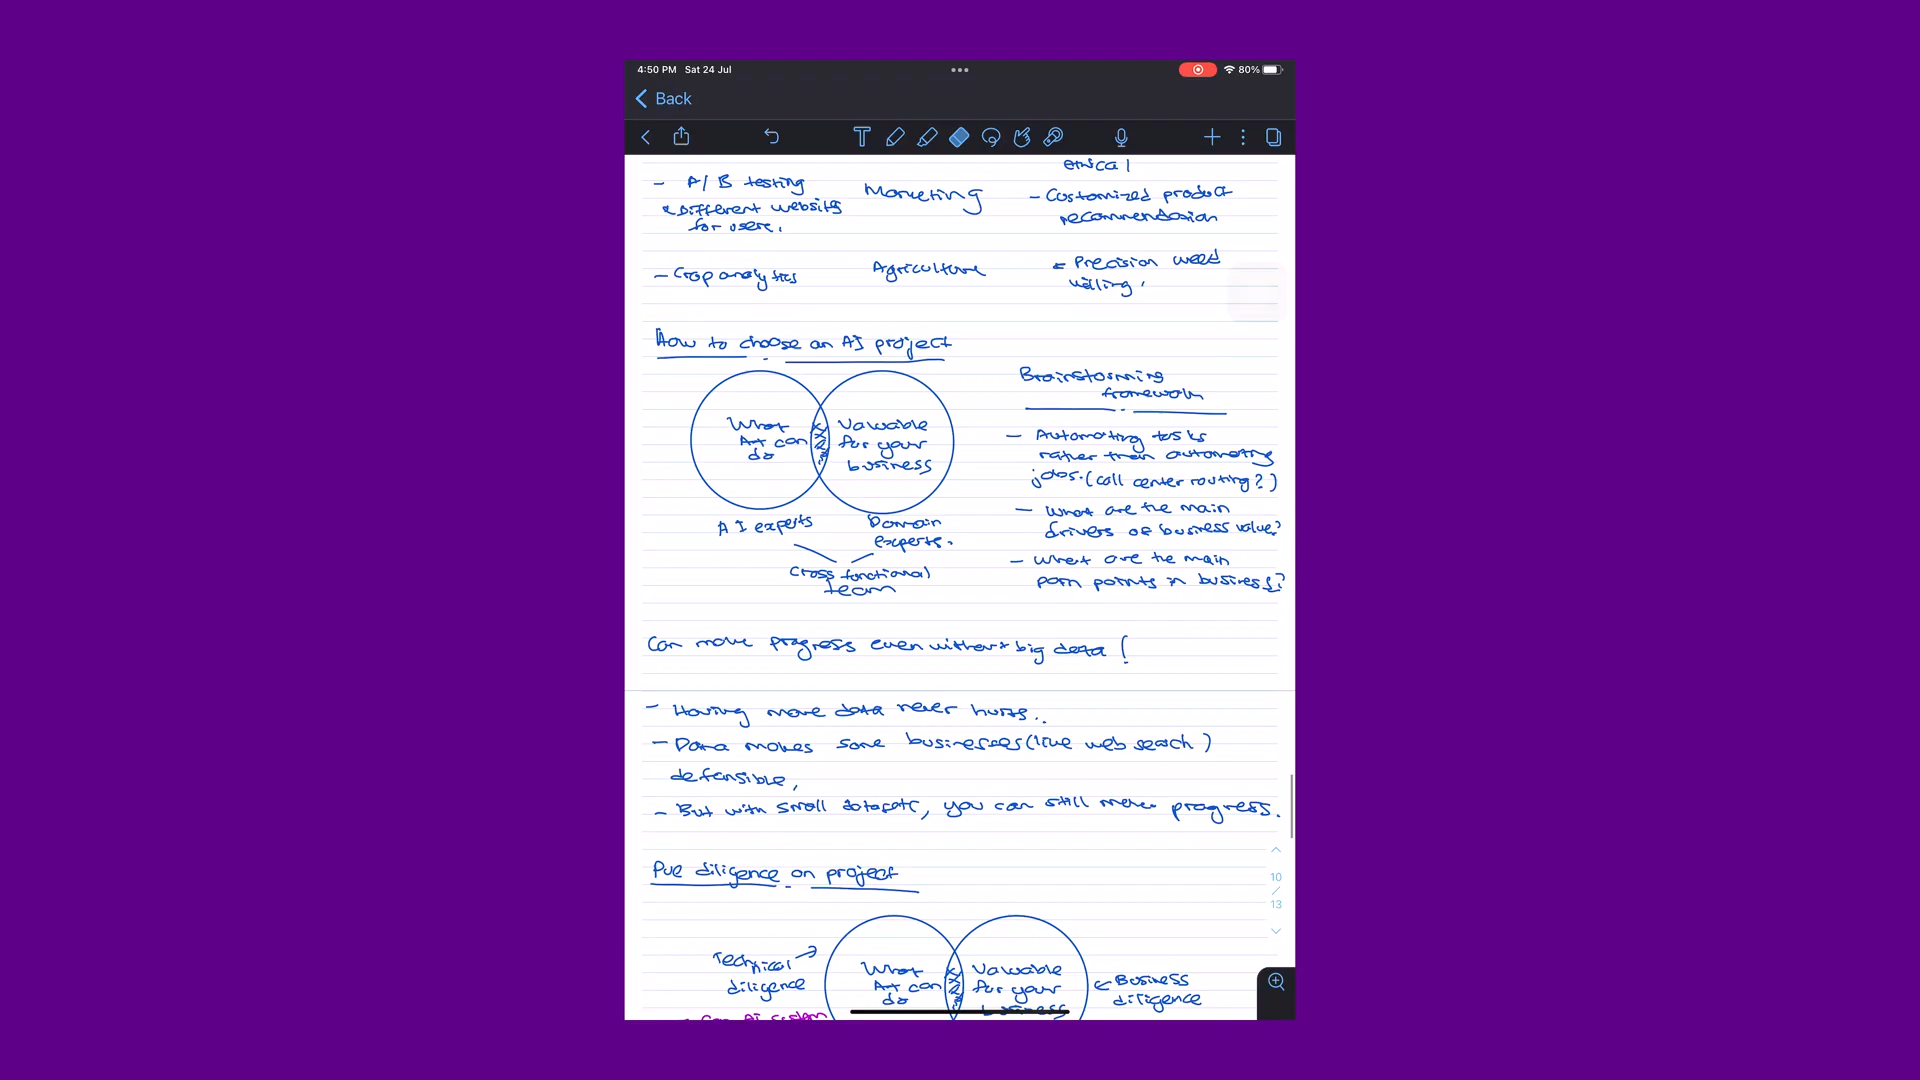 4:50 PM Sat 24 Jul
80%
Back
ethical
- A/B testing
Marketing
- Customized product
recommendation
Different website
for users.
- Crop analytics
Agriculture
- Precision weed
killing.
How to choose an AI project
What
AI can
do
Valuable
for your
business
AI experts
Domain
experts.
Cross functional
team
Brainstorming
framework
- Automating tasks
rather than automating
jobs. (call center routing?)
- What are the main
drivers of business value?
- What are the main
pain points in business?
Can make progress even without big data!
- Having more data never hurts..
- Data makes some businesses (like web search)
defensible,
- But with small datasets, you can still make progress.
Due diligence on project
10
/
13
Technical
diligence
What
AI can
do
Valuable
for your
business
Business
diligence
- Can AI system